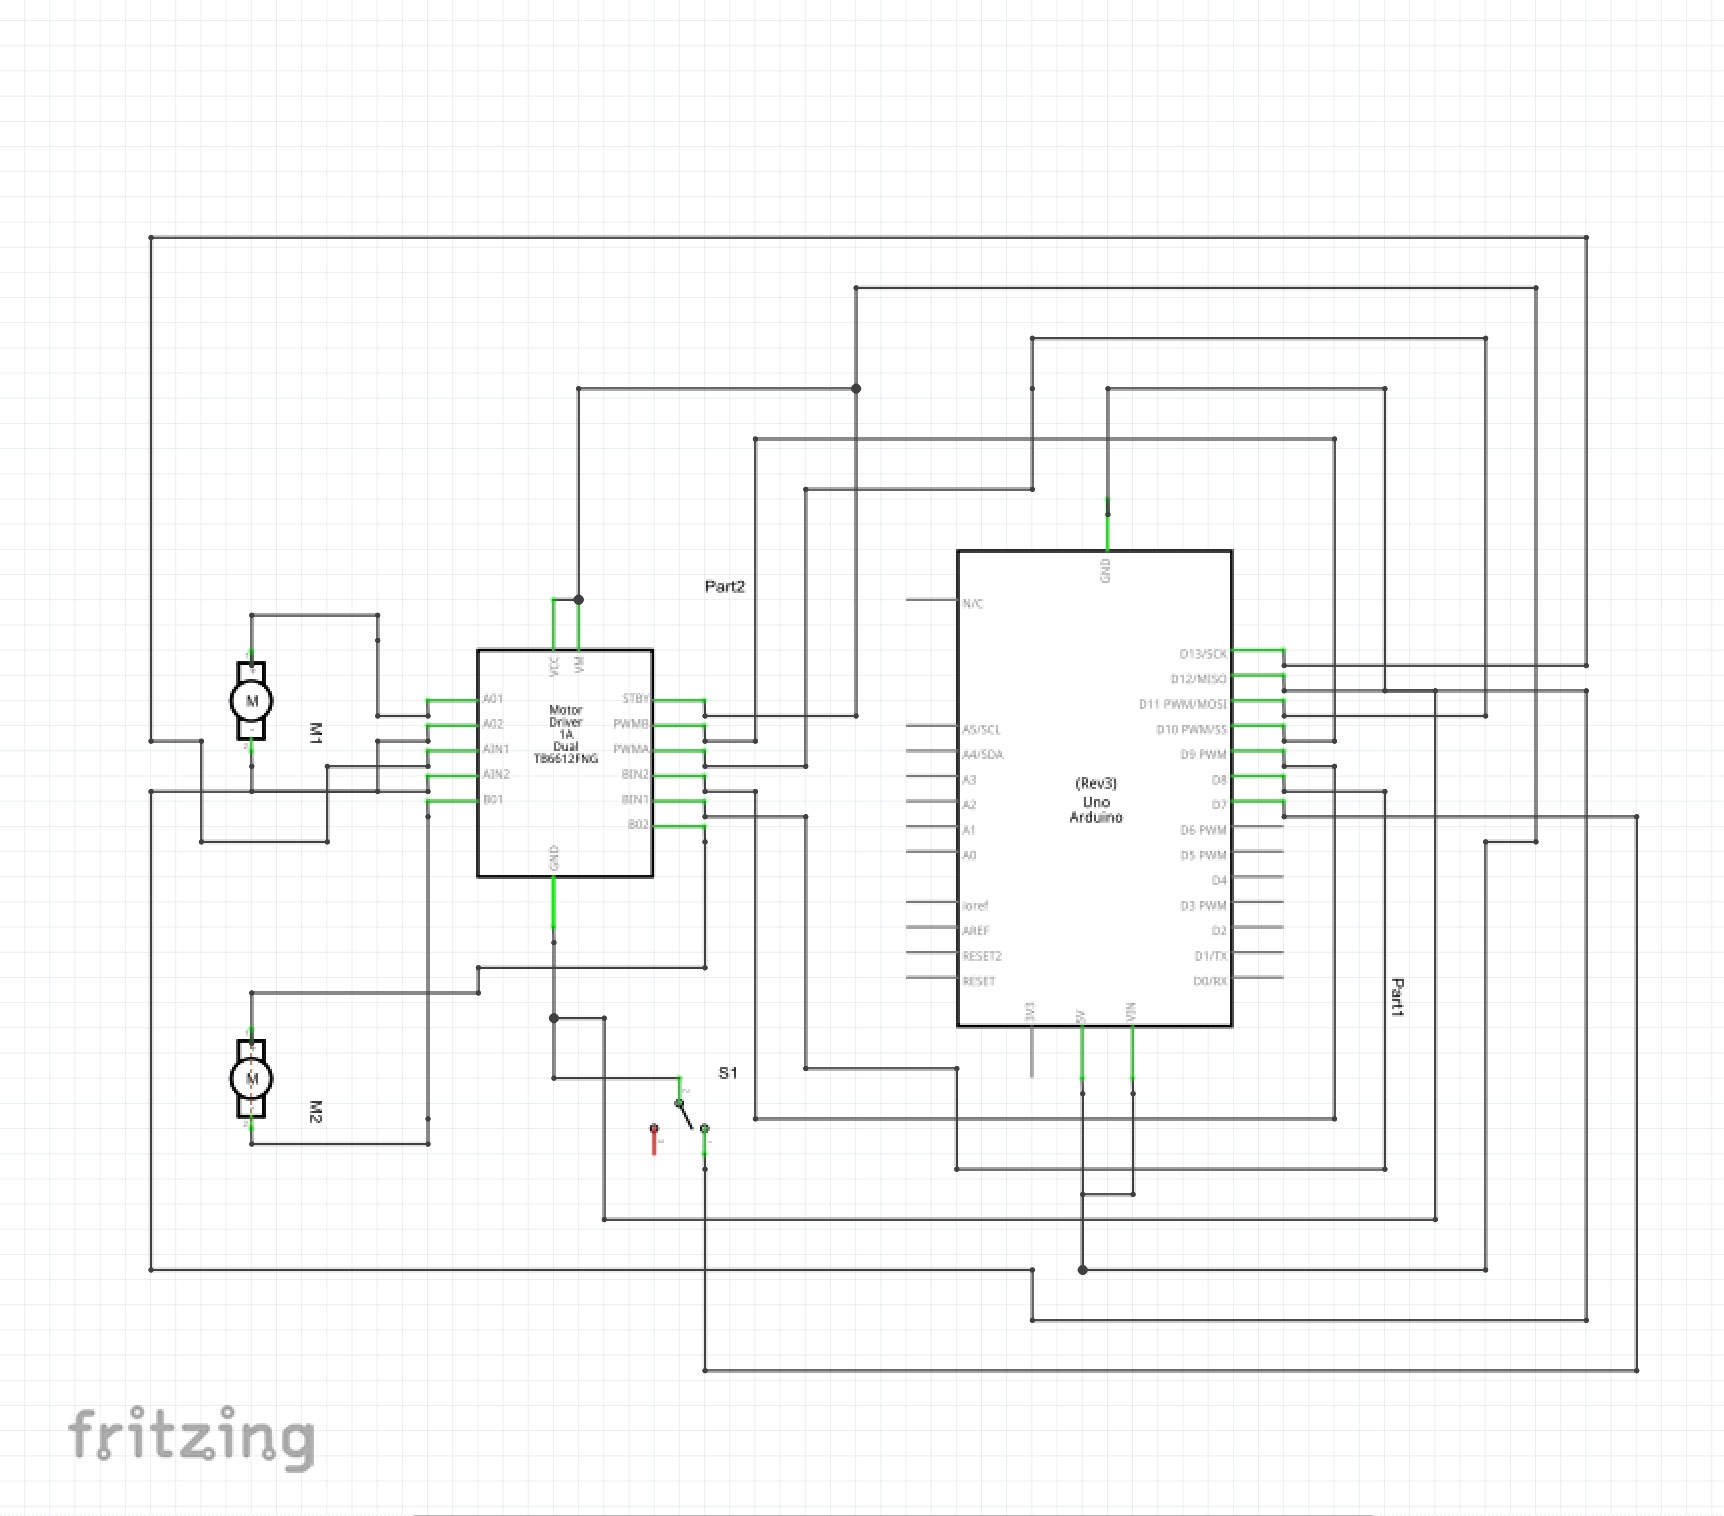 Part2
GND
N/C
VCC
VM
D13/SCK
D12/MISO
A01
STBY
D11 PWM/MOSI
M
Motor
Driver
1A
Dual
TB6612FNG
A02
PWMB
A5/SCL
D10 PWM/SS
M1
AIN1
PWMA
A4/SDA
D9 PWM
AIN2
BIN2
A3
D8
(Rev3)
Uno
Arduino
B01
BIN1
A2
D7
B02
A1
D6 PWM
GND
A0
D5 PWM
D4
ioref
D3 PWM
AREF
D2
RESET2
D1/TX
RESET
D0/RX
Part1
3V3
5V
VIN
M
S1
M2
fritzing